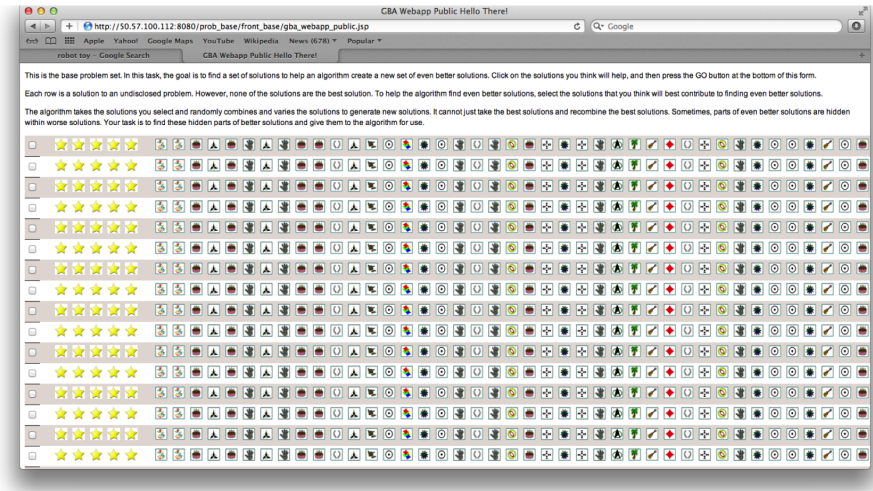 GBA Webapp Public Hello There!
http://50.57.100.112:8080/prob_base/front_base/gba_webapp_public.jsp
Google
Apple Yahoo! Google Maps YouTube Wikipedia News (678) Popular
robot toy – Google Search
GBA Webapp Public Hello There!
This is the base problem set. In this task, the goal is to find a set of solutions to help an algorithm create a new set of even better solutions. Click on the solutions you think will help, and then press the GO button at the bottom of this form.
Each row is a solution to an undisclosed problem. However, none of the solutions are the best solution. To help the algorithm find even better solutions, select the solutions that you think will best contribute to finding even better solutions.
The algorithm takes the solutions you select and randomly combines and varies the solutions to generate new solutions. It cannot just take the best solutions and recombine the best solutions. Sometimes, parts of even better solutions are hidden
within worse solutions. Your task is to find these hidden parts of better solutions and give them to the algorithm for use.